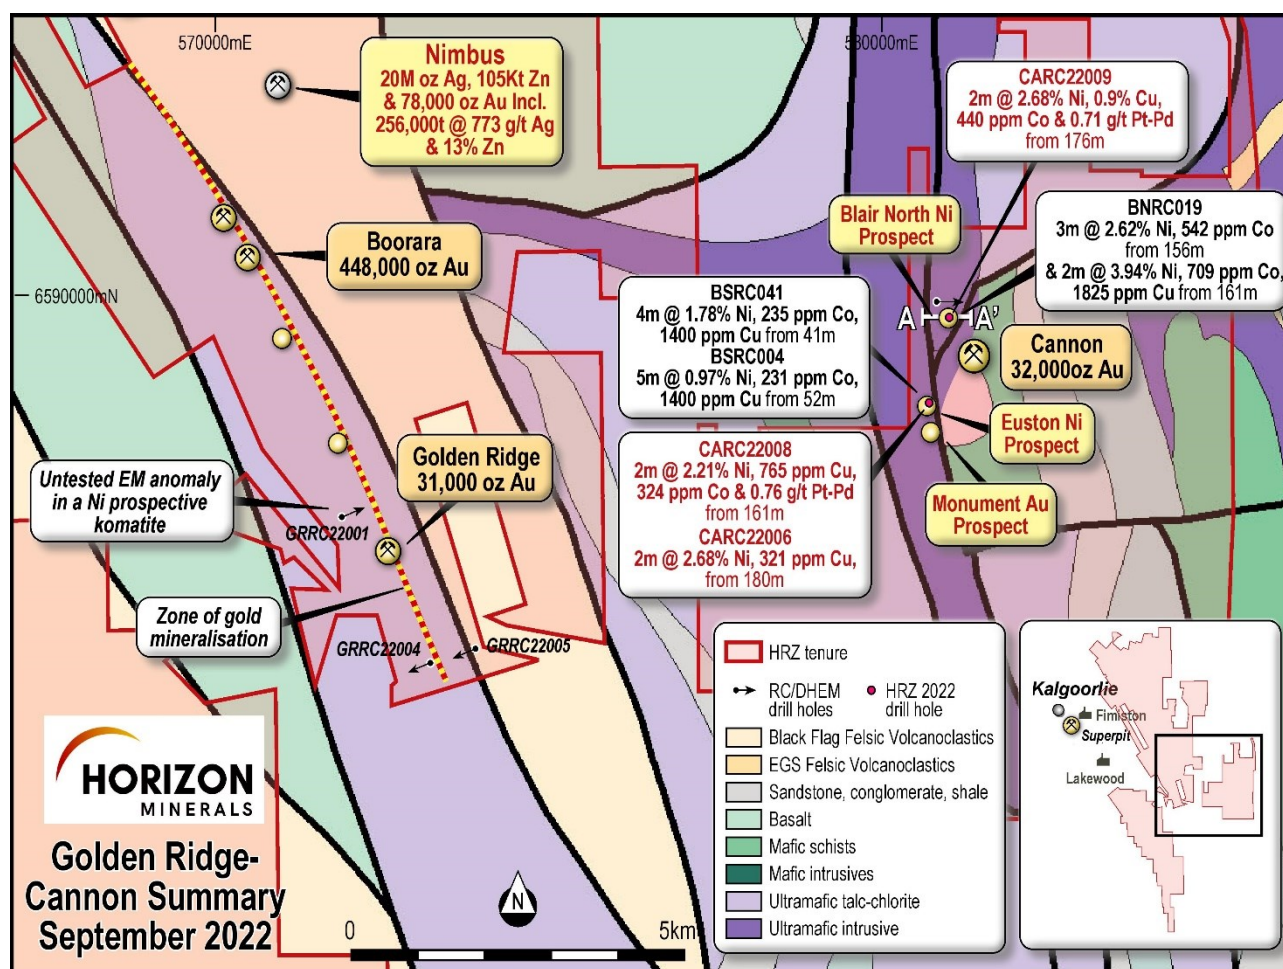 570000mE
580000mE
6590000mN
Nimbus
20M oz Ag, 105Kt Zn
& 78,000 oz Au Incl.
256,000t @ 773 g/t Ag
& 13% Zn
CARC22009
2m @ 2.68% Ni, 0.9% Cu,
440 ppm Co & 0.71 g/t Pt-Pd
from 176m
Blair North Ni
Prospect
BNRC019
3m @ 2.62% Ni, 542 ppm Co
from 156m
& 2m @ 3.94% Ni, 709 ppm Co,
1825 ppm Cu from 161m
Boorara
448,000 oz Au
BSRC041
4m @ 1.78% Ni, 235 ppm Co,
1400 ppm Cu from 41m
BSRC004
5m @ 0.97% Ni, 231 ppm Co,
1400 ppm Cu from 52m
A
A'
Cannon
32,000oz Au
Euston Ni
Prospect
CARC22008
2m @ 2.21% Ni, 765 ppm Cu,
324 ppm Co & 0.76 g/t Pt-Pd
from 161m
CARC22006
2m @ 2.68% Ni, 321 ppm Cu,
from 180m
Monument Au
Prospect
Golden Ridge
31,000 oz Au
Untested EM anomaly
in a Ni prospective
komatite
GRRC22001
Zone of gold
mineralisation
GRRC22004
GRRC22005
HRZ tenure
RC/DHEM
drill holes
HRZ 2022
drill hole
Black Flag Felsic Volcanoclastics
EGS Felsic Volcanoclastics
Sandstone, conglomerate, shale
Basalt
Mafic schists
Mafic intrusives
Ultramafic talc-chlorite
Ultramafic intrusive
Kalgoorlie
Fimiston
Superpit
Lakewood
HORIZON
MINERALS
Golden Ridge-
Cannon Summary
September 2022
N
0
5km